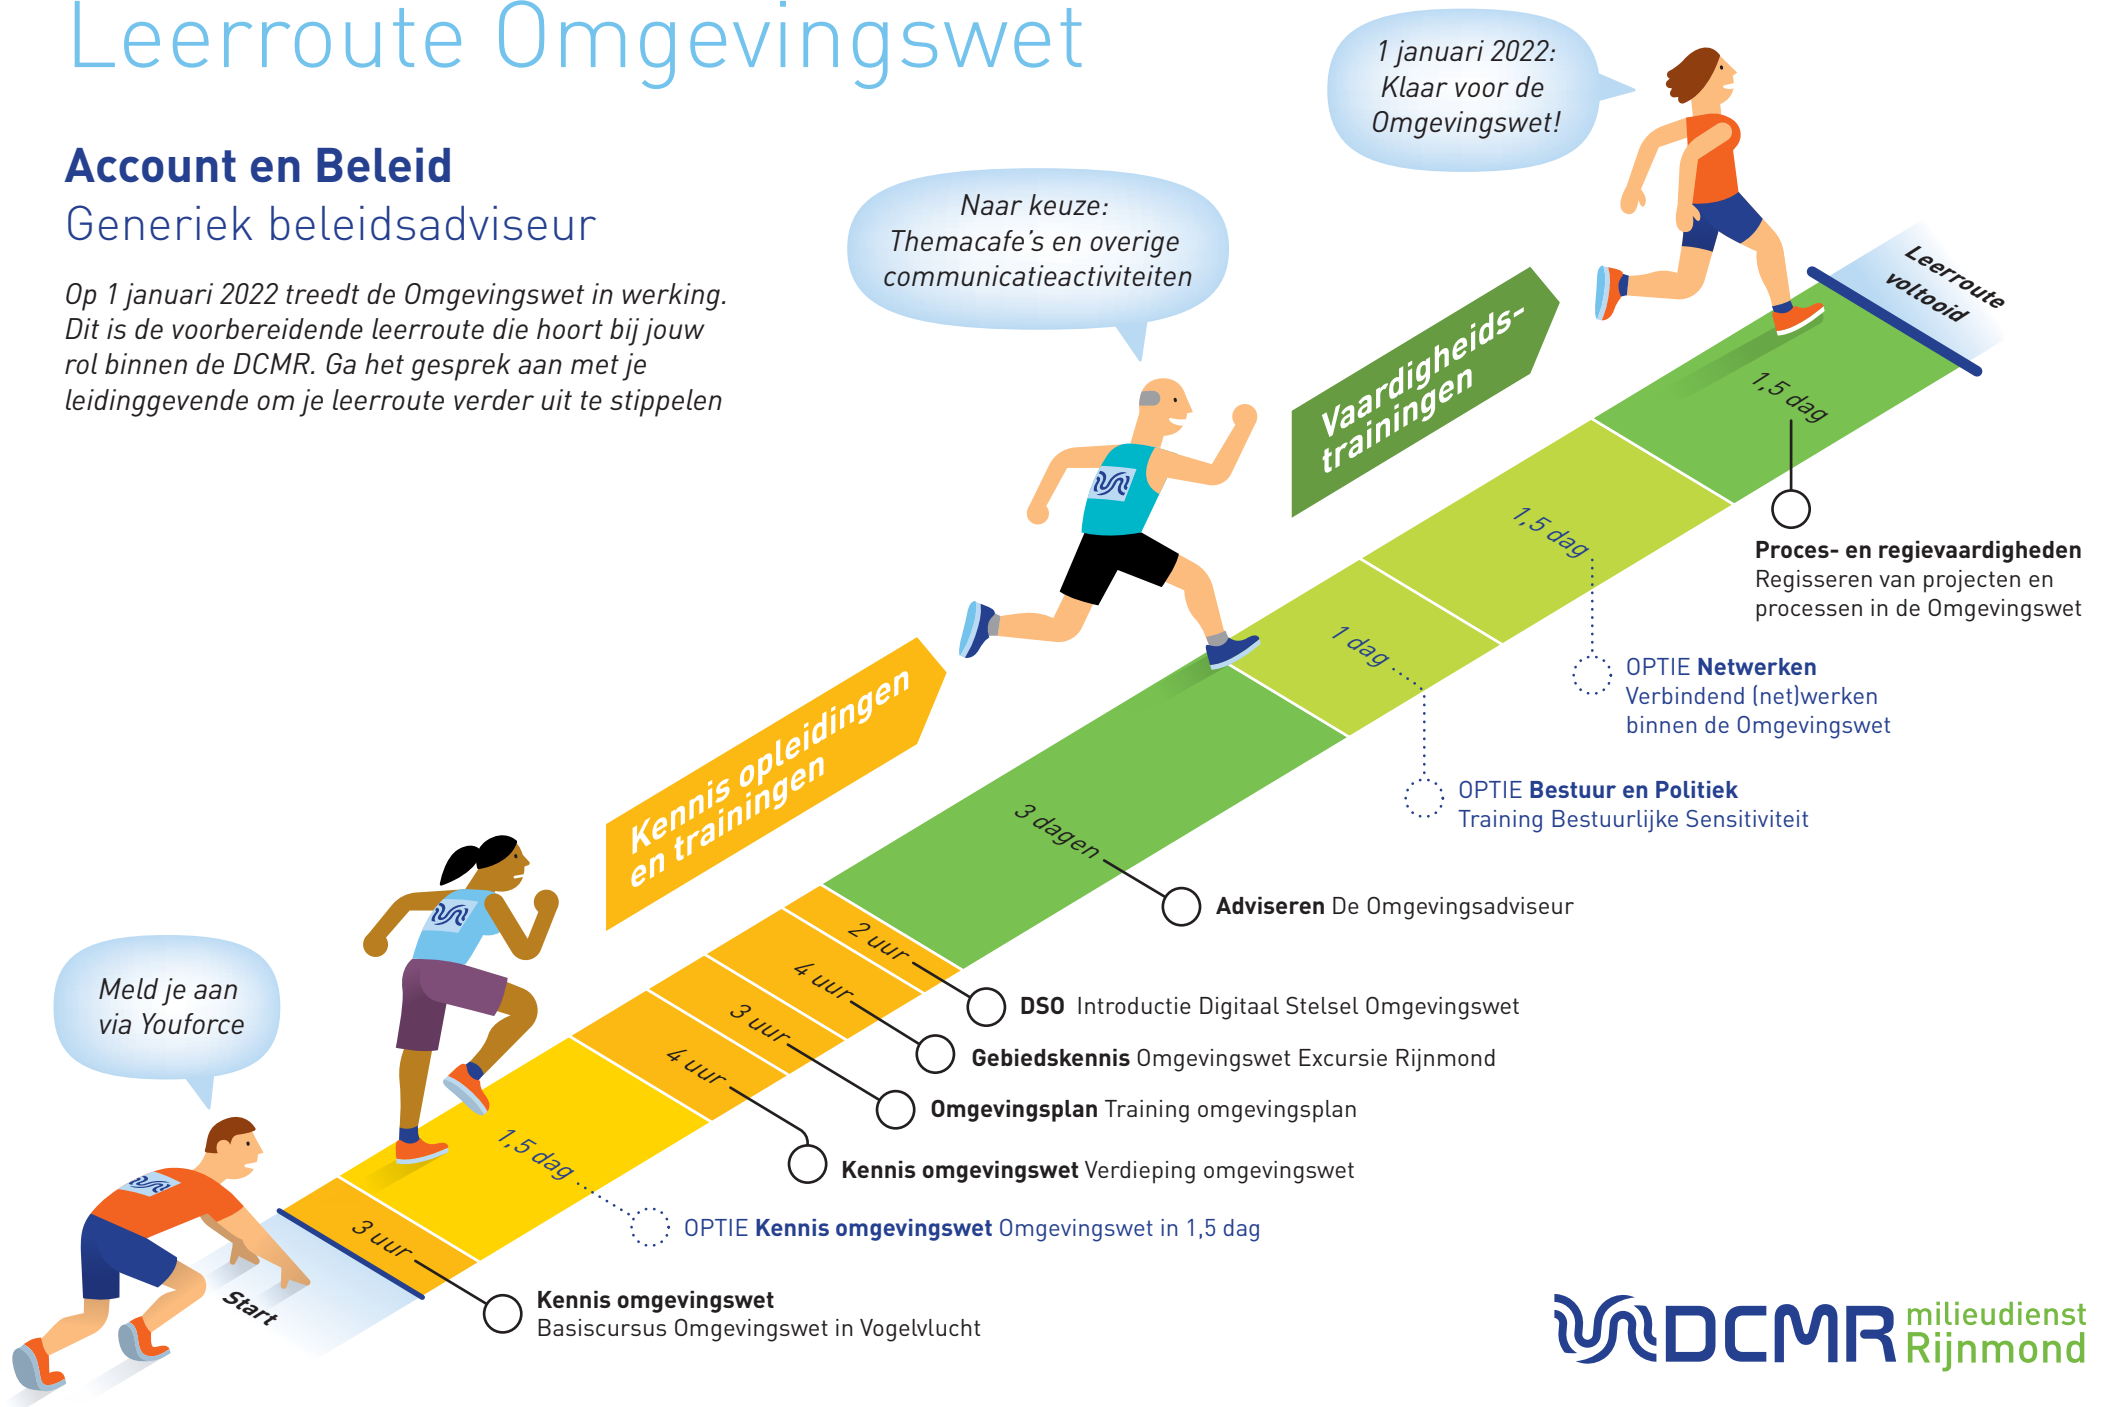 Leerroute Omgevingswet
Account en Beleid
Generiek beleidsadviseur
Op 1 januari 2022 treedt de Omgevingswet in werking.
Dit is de voorbereidende leerroute die hoort bij jouw
rol binnen de DCMR. Ga het gesprek aan met je
leidinggevende om je leerroute verder uit te stippelen
1 januari 2022:
Klaar voor de
Omgevingswet!
Naar keuze:
Themacafe's en overige
communicatieactiviteiten
Leerroute
voltooid
Vaardigheids-
trainingen
1,5 dag
Proces- en regievaardigheden
Regisseren van projecten en
processen in de Omgevingswet
1,5 dag
OPTIE Netwerken
Verbindend (net)werken
binnen de Omgevingswet
1 dag
OPTIE Bestuur en Politiek
Training Bestuurlijke Sensitiviteit
Kennis opleidingen
en trainingen
3 dagen
Adviseren De Omgevingsadviseur
2 uur
DSO Introductie Digitaal Stelsel Omgevingswet
4 uur
Gebiedskennis Omgevingswet Excursie Rijnmond
3 uur
Omgevingsplan Training omgevingsplan
4 uur
Kennis omgevingswet Verdieping omgevingswet
1,5 dag
OPTIE Kennis omgevingswet Omgevingswet in 1,5 dag
Meld je aan
via Youforce
3 uur
Kennis omgevingswet
Basiscursus Omgevingswet in Vogelvlucht
Start
DCMR
milieudienst
Rijnmond